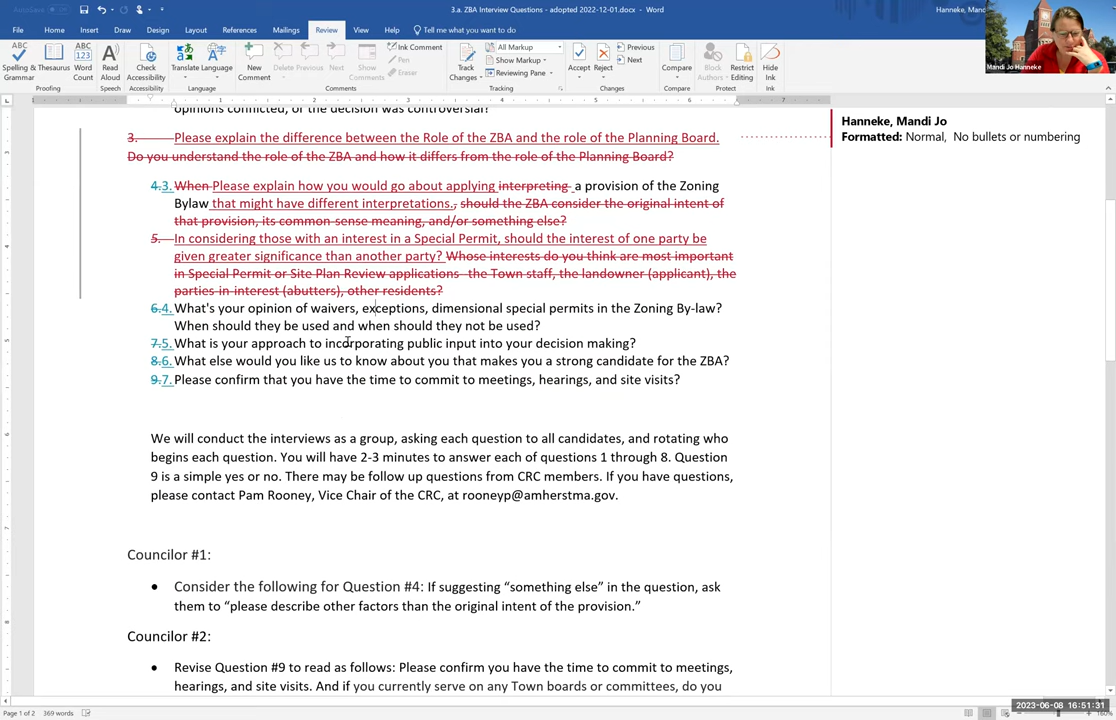 AutoSave
3.a. ZBA Interview Questions - adopted 2022-12-01.docx - Word
Hanneke, Mand
File Home Insert Draw Design Layout References Mailings Review View Help Tell me what you want to do
Spelling & Grammar
Thesaurus
Word Count
Read Aloud
Check Accessibility
Translate
Language
New Comment
Delete
Previous
Next
Show Comments
Ink Comment
Pen
Eraser
Track Changes
All Markup
Show Markup
Reviewing Pane
Accept
Reject
Previous
Next
Compare
Block Authors
Restrict Editing
Hide Ink
Proofing Speech Accessibility Language Comments Tracking Changes Compare Protect Ink
Mandi Jo Hanneke
opinions conflicted, or the decision was controversial?
3. Please explain the difference between the Role of the ZBA and the role of the Planning Board.
Do you understand the role of the ZBA and how it differs from the role of the Planning Board?
4.3. When Please explain how you would go about applying interpreting a provision of the Zoning
Bylaw that might have different interpretations., should the ZBA consider the original intent of
that provision, its common-sense meaning, and/or something else?
5. In considering those with an interest in a Special Permit, should the interest of one party be
given greater significance than another party? Whose interests do you think are most important
in Special Permit or Site Plan Review applications- the Town staff, the landowner (applicant), the
parties-in-interest (abutters), other residents?
6.4. What's your opinion of waivers, exceptions, dimensional special permits in the Zoning By-law?
When should they be used and when should they not be used?
7.5. What is your approach to incorporating public input into your decision making?
8.6. What else would you like us to know about you that makes you a strong candidate for the ZBA?
9.7. Please confirm that you have the time to commit to meetings, hearings, and site visits?
We will conduct the interviews as a group, asking each question to all candidates, and rotating who
begins each question. You will have 2-3 minutes to answer each of questions 1 through 8. Question
9 is a simple yes or no. There may be follow up questions from CRC members. If you have questions,
please contact Pam Rooney, Vice Chair of the CRC, at rooneyp@amherstma.gov.
Councilor #1:
• Consider the following for Question #4: If suggesting “something else” in the question, ask
them to “please describe other factors than the original intent of the provision.”
Councilor #2:
• Revise Question #9 to read as follows: Please confirm you have the time to commit to meetings,
hearings, and site visits. And if you currently serve on any Town boards or committees, do you
Hanneke, Mandi Jo
Formatted: Normal, No bullets or numbering
Page 1 of 2 369 words
2023-06-08 16:51:31
160%